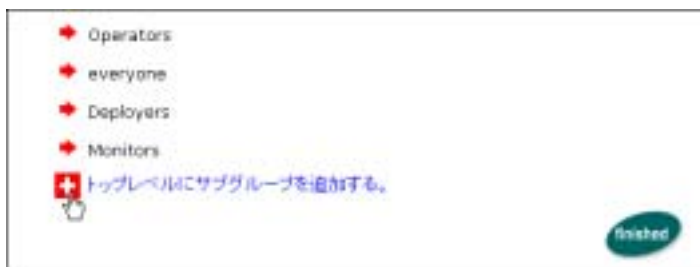 Operators
everyone
Deployers
Monitors
トップレベルにサブグループを追加する。
finished